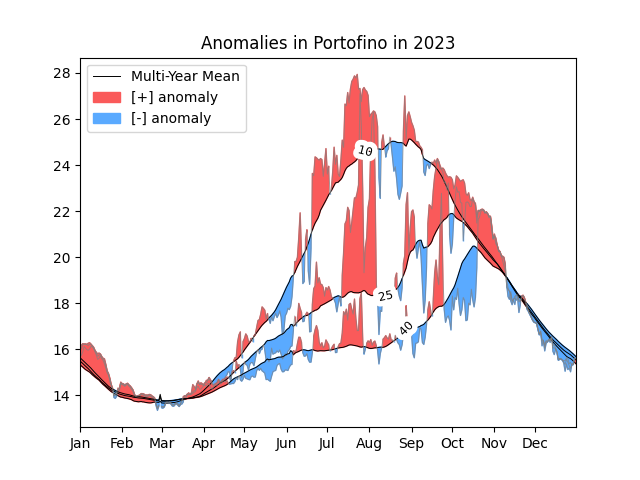 Anomalies in Portofino in 2023
Multi-Year Mean
[+] anomaly
[-] anomaly
28
26
24
22
20
18
16
14
10
25
40
Jan Feb Mar Apr May Jun Jul Aug Sep Oct Nov Dec